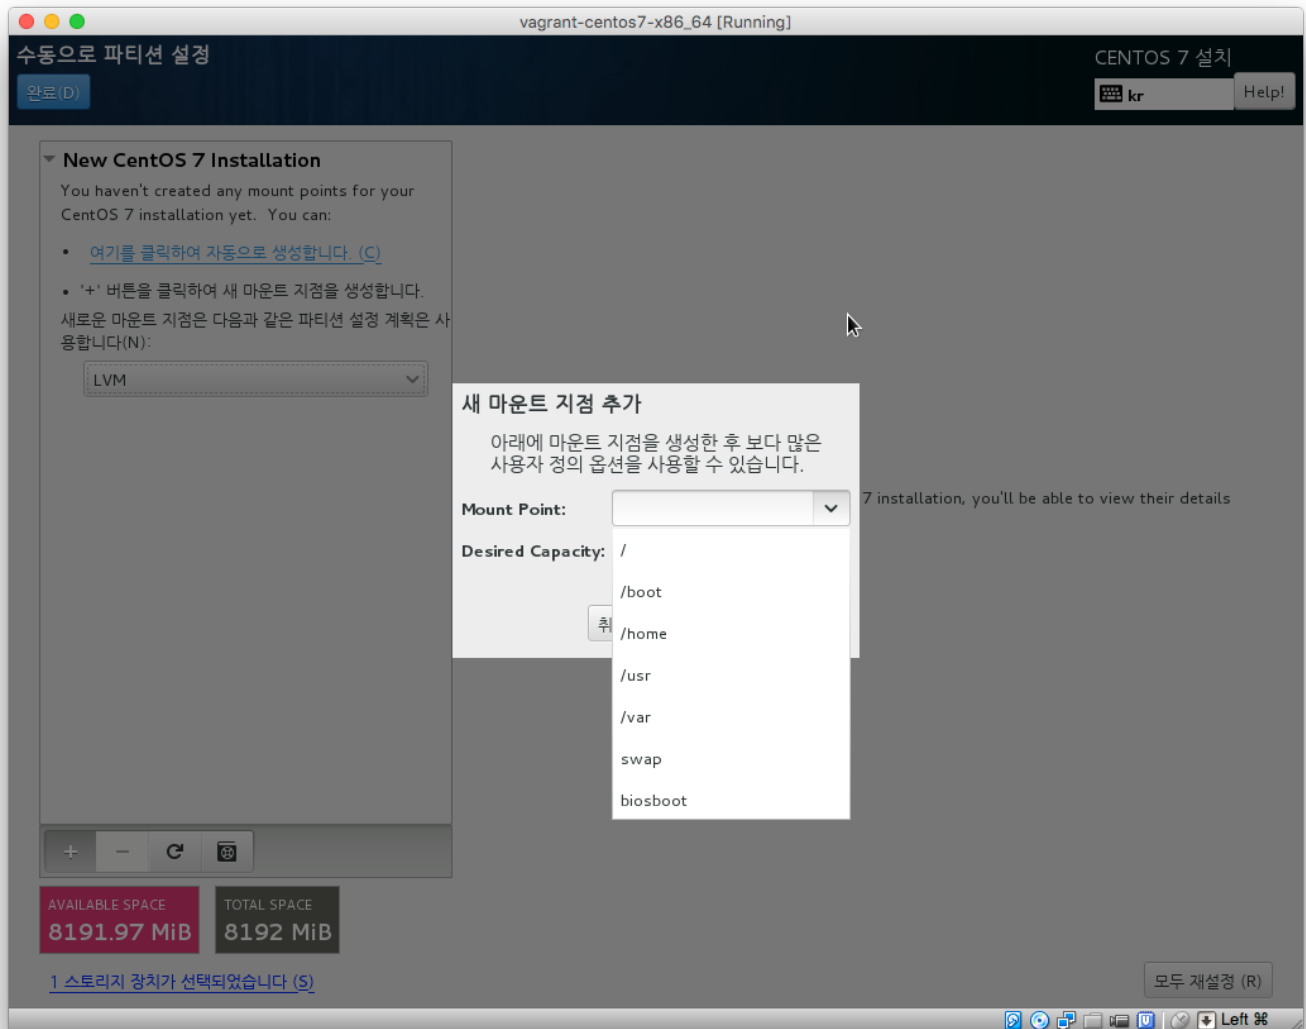 vagrant-centos7-x86_64 [Running]
수동으로 파티션 설정
CENTOS 7 설치
완료(D)
kr
Help!
New CentOS 7 Installation
You haven't created any mount points for your
CentOS 7 installation yet. You can:
• 여기를 클릭하여 자동으로 생성합니다. (C)
• '+' 버튼을 클릭하여 새 마운트 지점을 생성합니다.
새로운 마운트 지점은 다음과 같은 파티션 설정 계획은 사
용합니다(N):
LVM
새 마운트 지점 추가
아래에 마운트 지점을 생성한 후 보다 많은
사용자 정의 옵션을 사용할 수 있습니다.
7 installation, you'll be able to view their details
Mount Point:
Desired Capacity:
/
/boot
/home
/usr
/var
swap
biosboot
취
+ −
AVAILABLE SPACE
8191.97 MiB
TOTAL SPACE
8192 MiB
1 스토리지 장치가 선택되었습니다 (S)
모두 재설정 (R)
Left ⌘